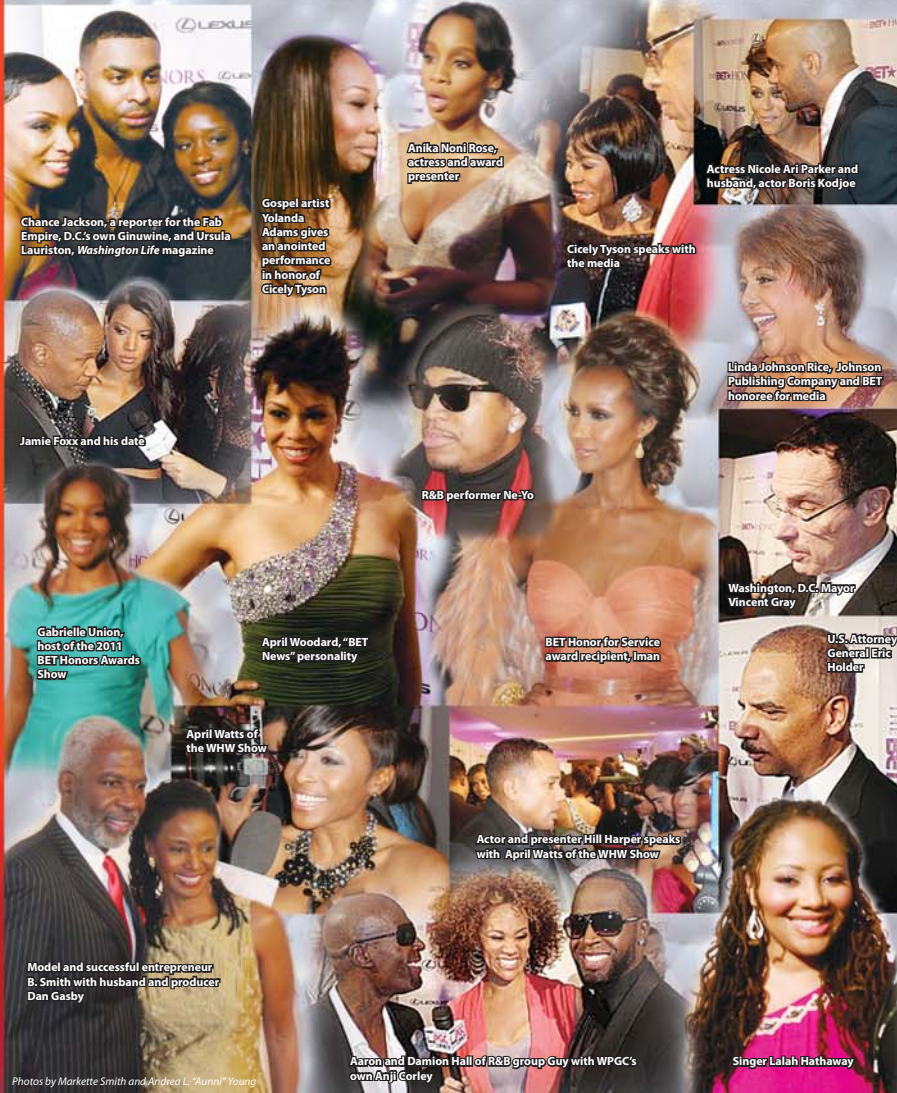 LEXUS
NORS
Chance Jackson, a reporter for the Fab
Empire, D.C.'s own Ginuwine, and Ursula
Lauriston, Washington Life magazine
Gospel artist
Yolanda
Adams gives
an anointed
performance
in honor of
Cicely Tyson
Anika Noni Rose,
actress and award
presenter
Cicely Tyson speaks with
the media
Actress Nicole Ari Parker and
husband, actor Boris Kodjoe
Linda Johnson Rice, Johnson
Publishing Company and BET
honoree for media
Jamie Foxx and his date
R&B performer Ne-Yo
Washington, D.C. Mayor
Vincent Gray
Gabrielle Union,
host of the 2011
BET Honors Awards
Show
April Woodard, "BET
News" personality
BET Honor for Service
award recipient, Iman
U.S. Attorney
General Eric
Holder
April Watts of
the WHW Show
Actor and presenter Hill Harper speaks
with April Watts of the WHW Show
Model and successful entrepreneur
B. Smith with husband and producer
Dan Gasby
Aaron and Damion Hall of R&B group Guy with WPGC's
own Anji Corley
Singer Lalah Hathaway
Photos by Markette Smith and Andrea L. "Aunni" Young